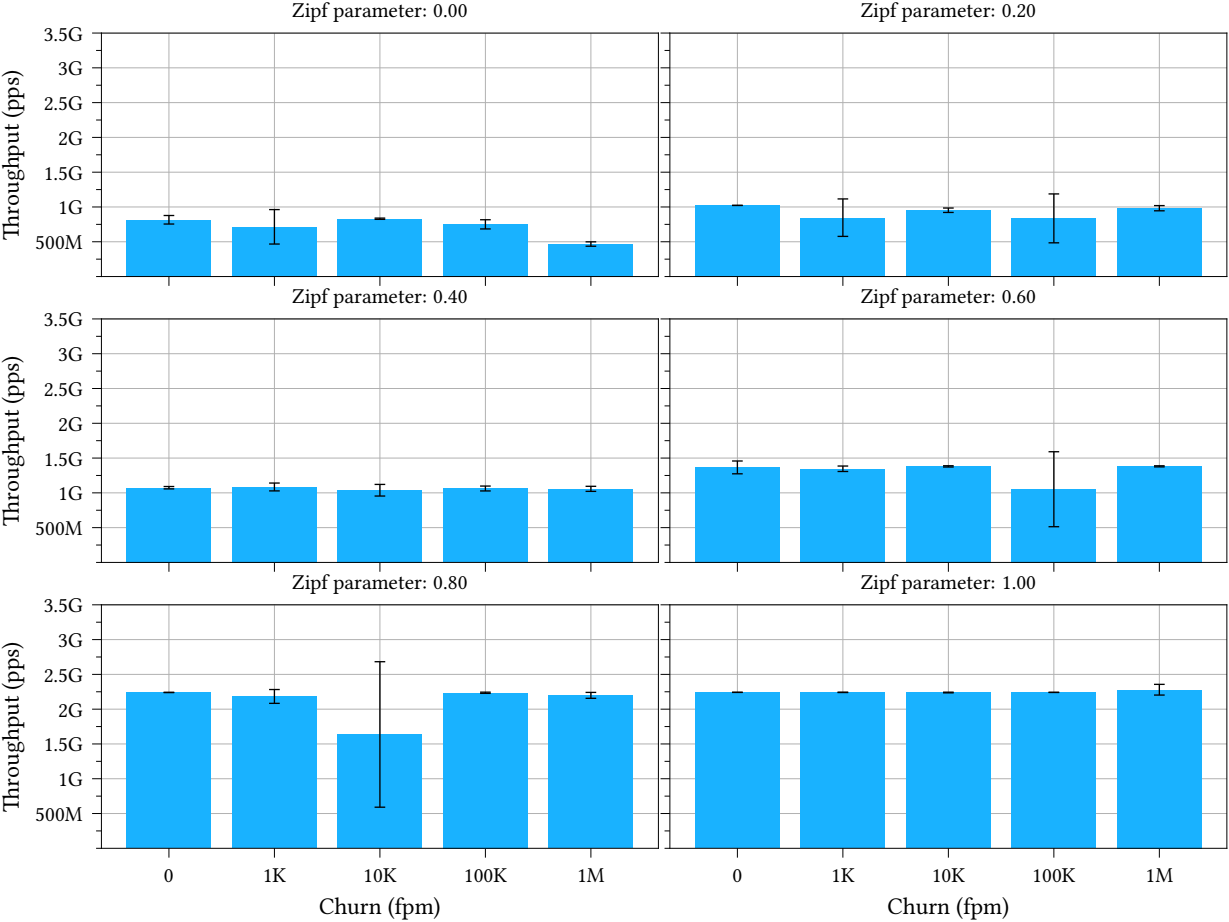 Zipf parameter: 0.00
Zipf parameter: 0.20
Throughput (pps)
3.5G
3G
2.5G
2G
1.5G
1G
500M
Zipf parameter: 0.40
Zipf parameter: 0.60
Throughput (pps)
3.5G
3G
2.5G
2G
1.5G
1G
500M
Zipf parameter: 0.80
Zipf parameter: 1.00
Throughput (pps)
3.5G
3G
2.5G
2G
1.5G
1G
500M
0 1K 10K 100K 1M
0 1K 10K 100K 1M
Churn (fpm)
Churn (fpm)